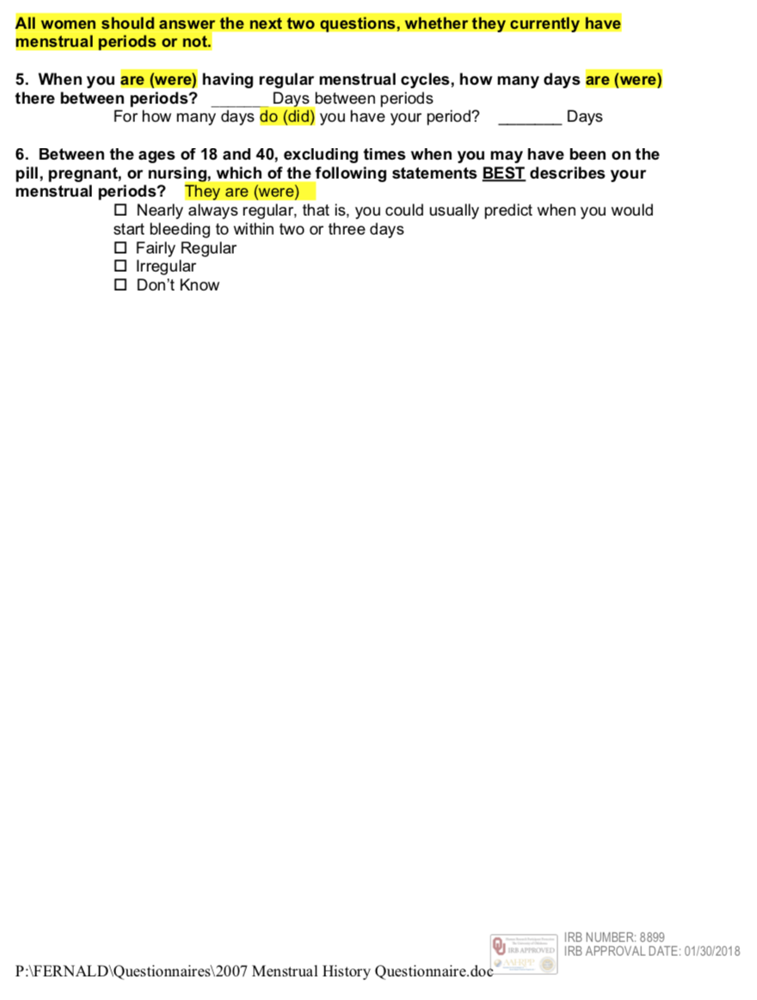 All women should answer the next two questions, whether they currently have
menstrual periods or not.
5. When you are (were) having regular menstrual cycles, how many days are (were)
there between periods? _______ Days between periods
For how many days do (did) you have your period? ________ Days
6. Between the ages of 18 and 40, excluding times when you may have been on the
pill, pregnant, or nursing, which of the following statements BEST describes your
menstrual periods? They are (were)
☐ Nearly always regular, that is, you could usually predict when you would
start bleeding to within two or three days
☐ Fairly Regular
☐ Irregular
☐ Don't Know
IRB APPROVED
AAHRPP
IRB NUMBER: 8899
IRB APPROVAL DATE: 01/30/2018
P:\FERNALD\Questionnaires\2007 Menstrual History Questionnaire.doc